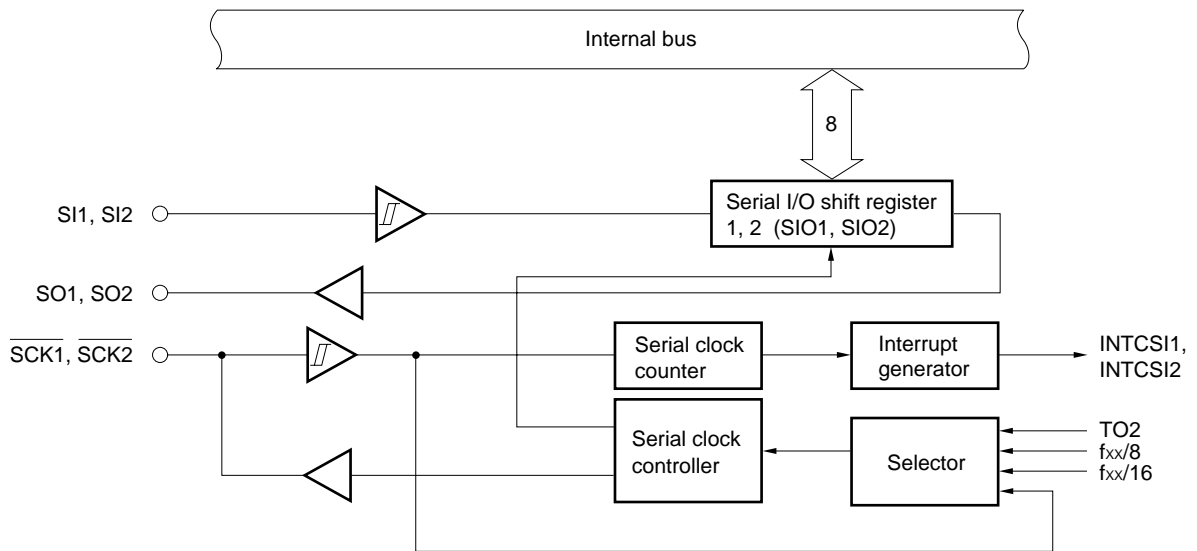 Internal bus
8
SI1, SI2
Serial I/O shift register
1, 2 (SIO1, SIO2)
SO1, SO2
SCK1, SCK2
Serial clock
counter
Interrupt
generator
INTCSI1,
INTCSI2
Serial clock
controller
Selector
TO2
fxx/8
fxx/16